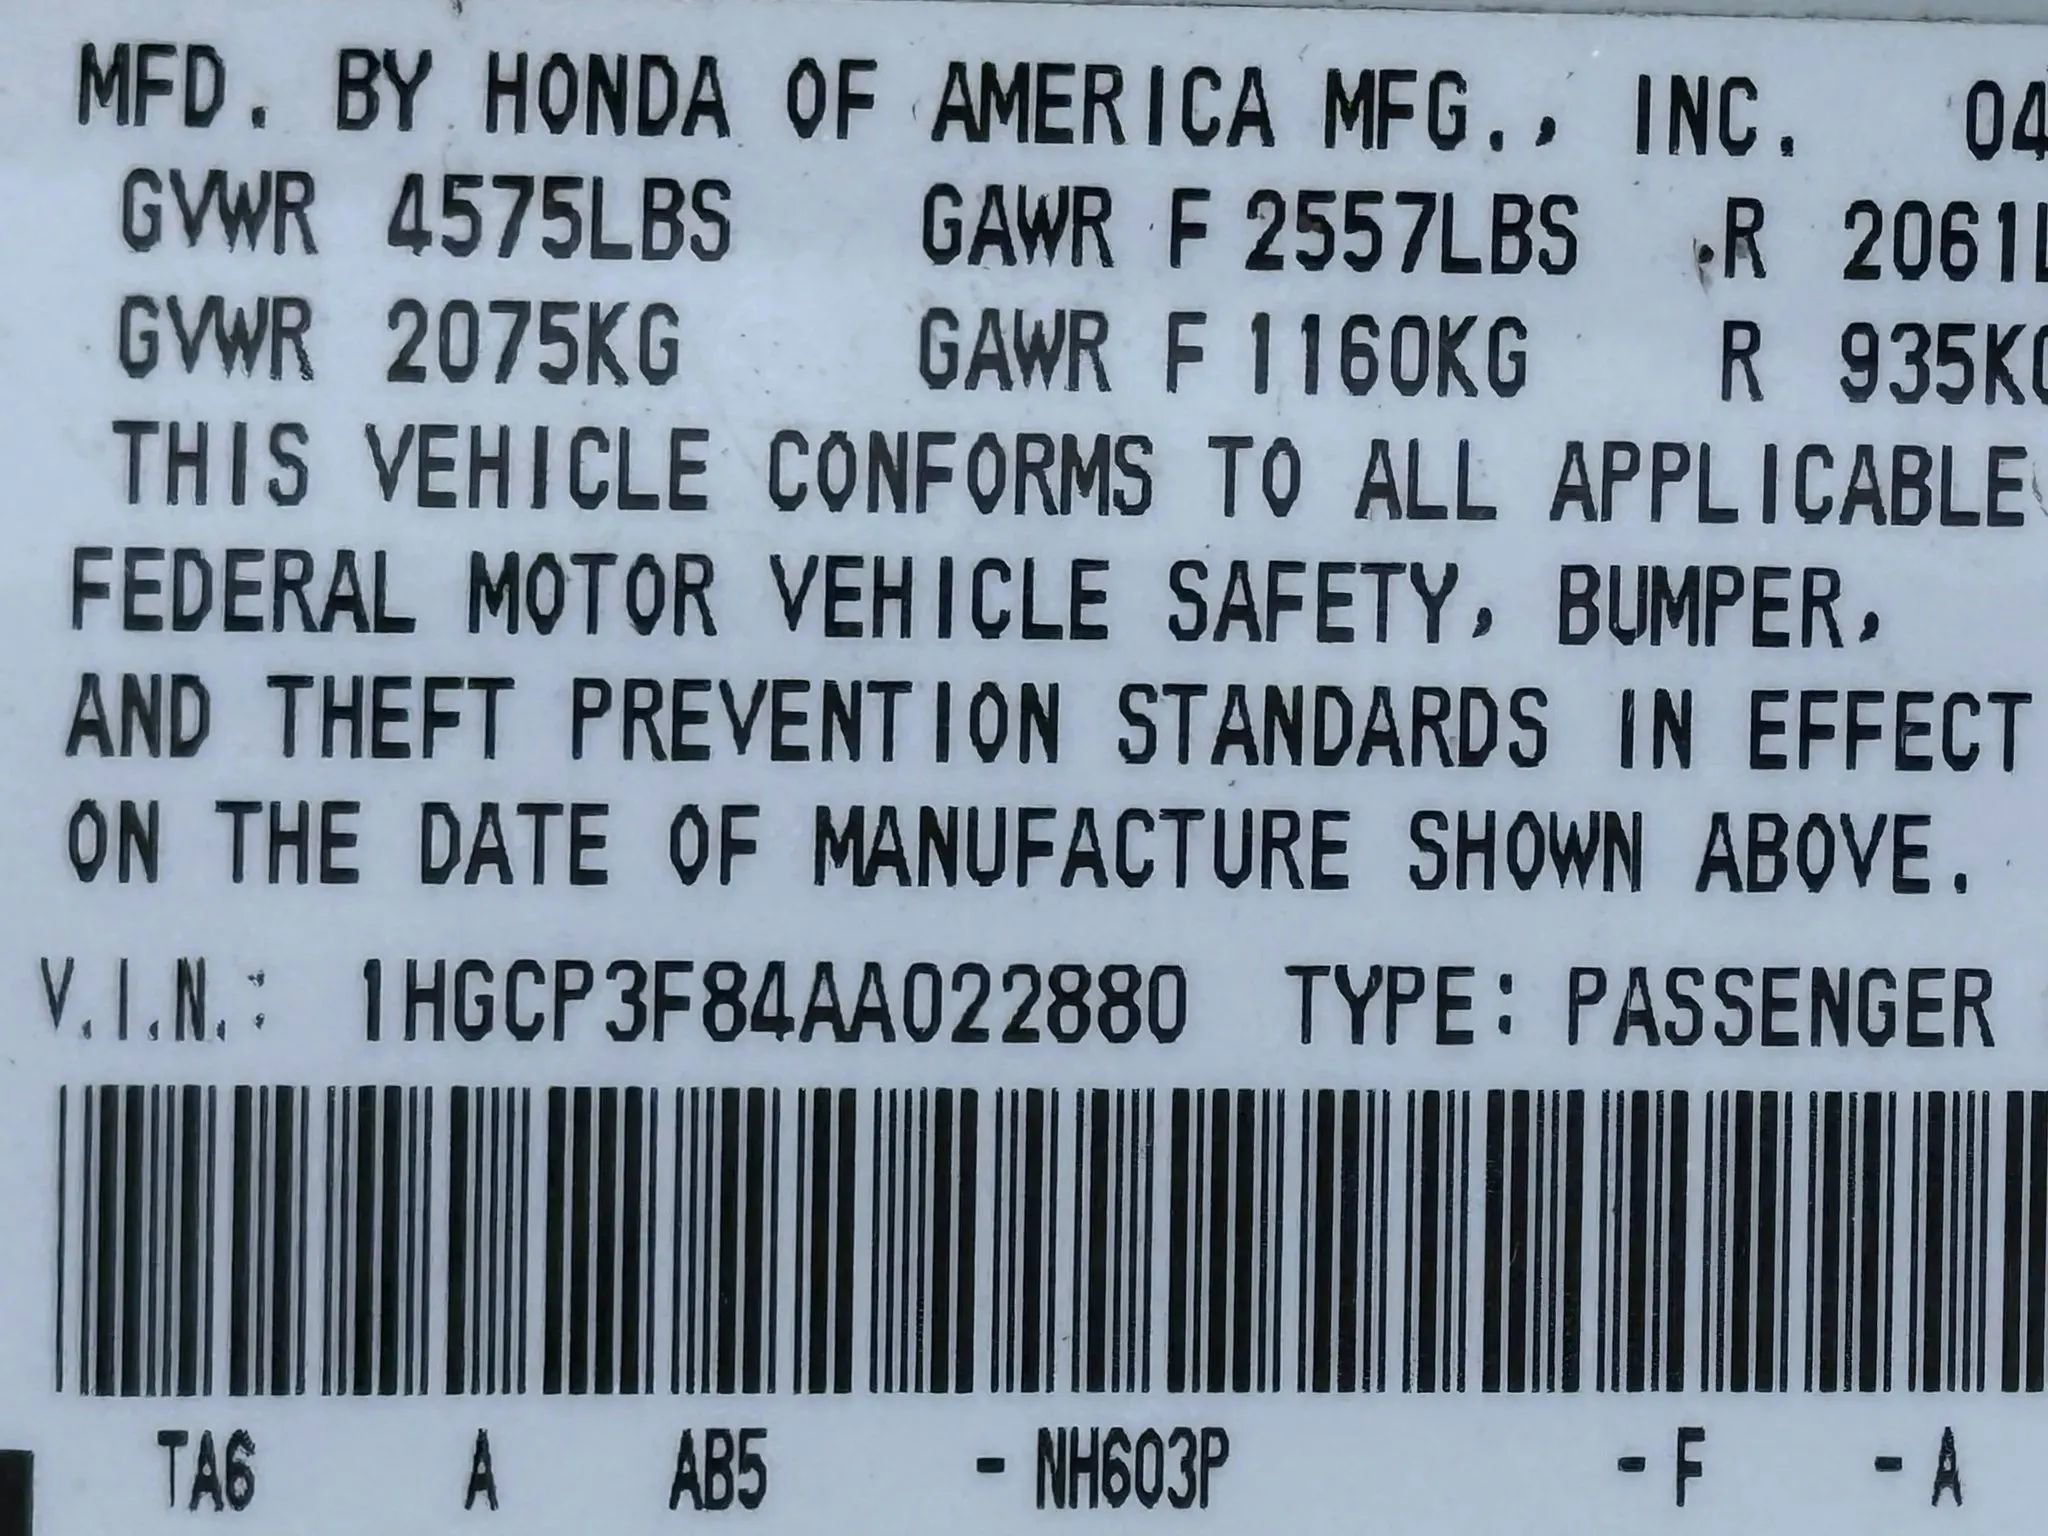 MFD. BY HONDA OF AMERICA MFG., INC. 04
GVWR 4575LBS GAWR F 2557LBS R 2061L
GVWR 2075KG GAWR F 1160KG R 935KG
THIS VEHICLE CONFORMS TO ALL APPLICABLE
FEDERAL MOTOR VEHICLE SAFETY, BUMPER,
AND THEFT PREVENTION STANDARDS IN EFFECT
ON THE DATE OF MANUFACTURE SHOWN ABOVE.
V.I.N.: 1HGCP3F84AA022880 TYPE: PASSENGER
TA6 A AB5 - NH603P - F - A